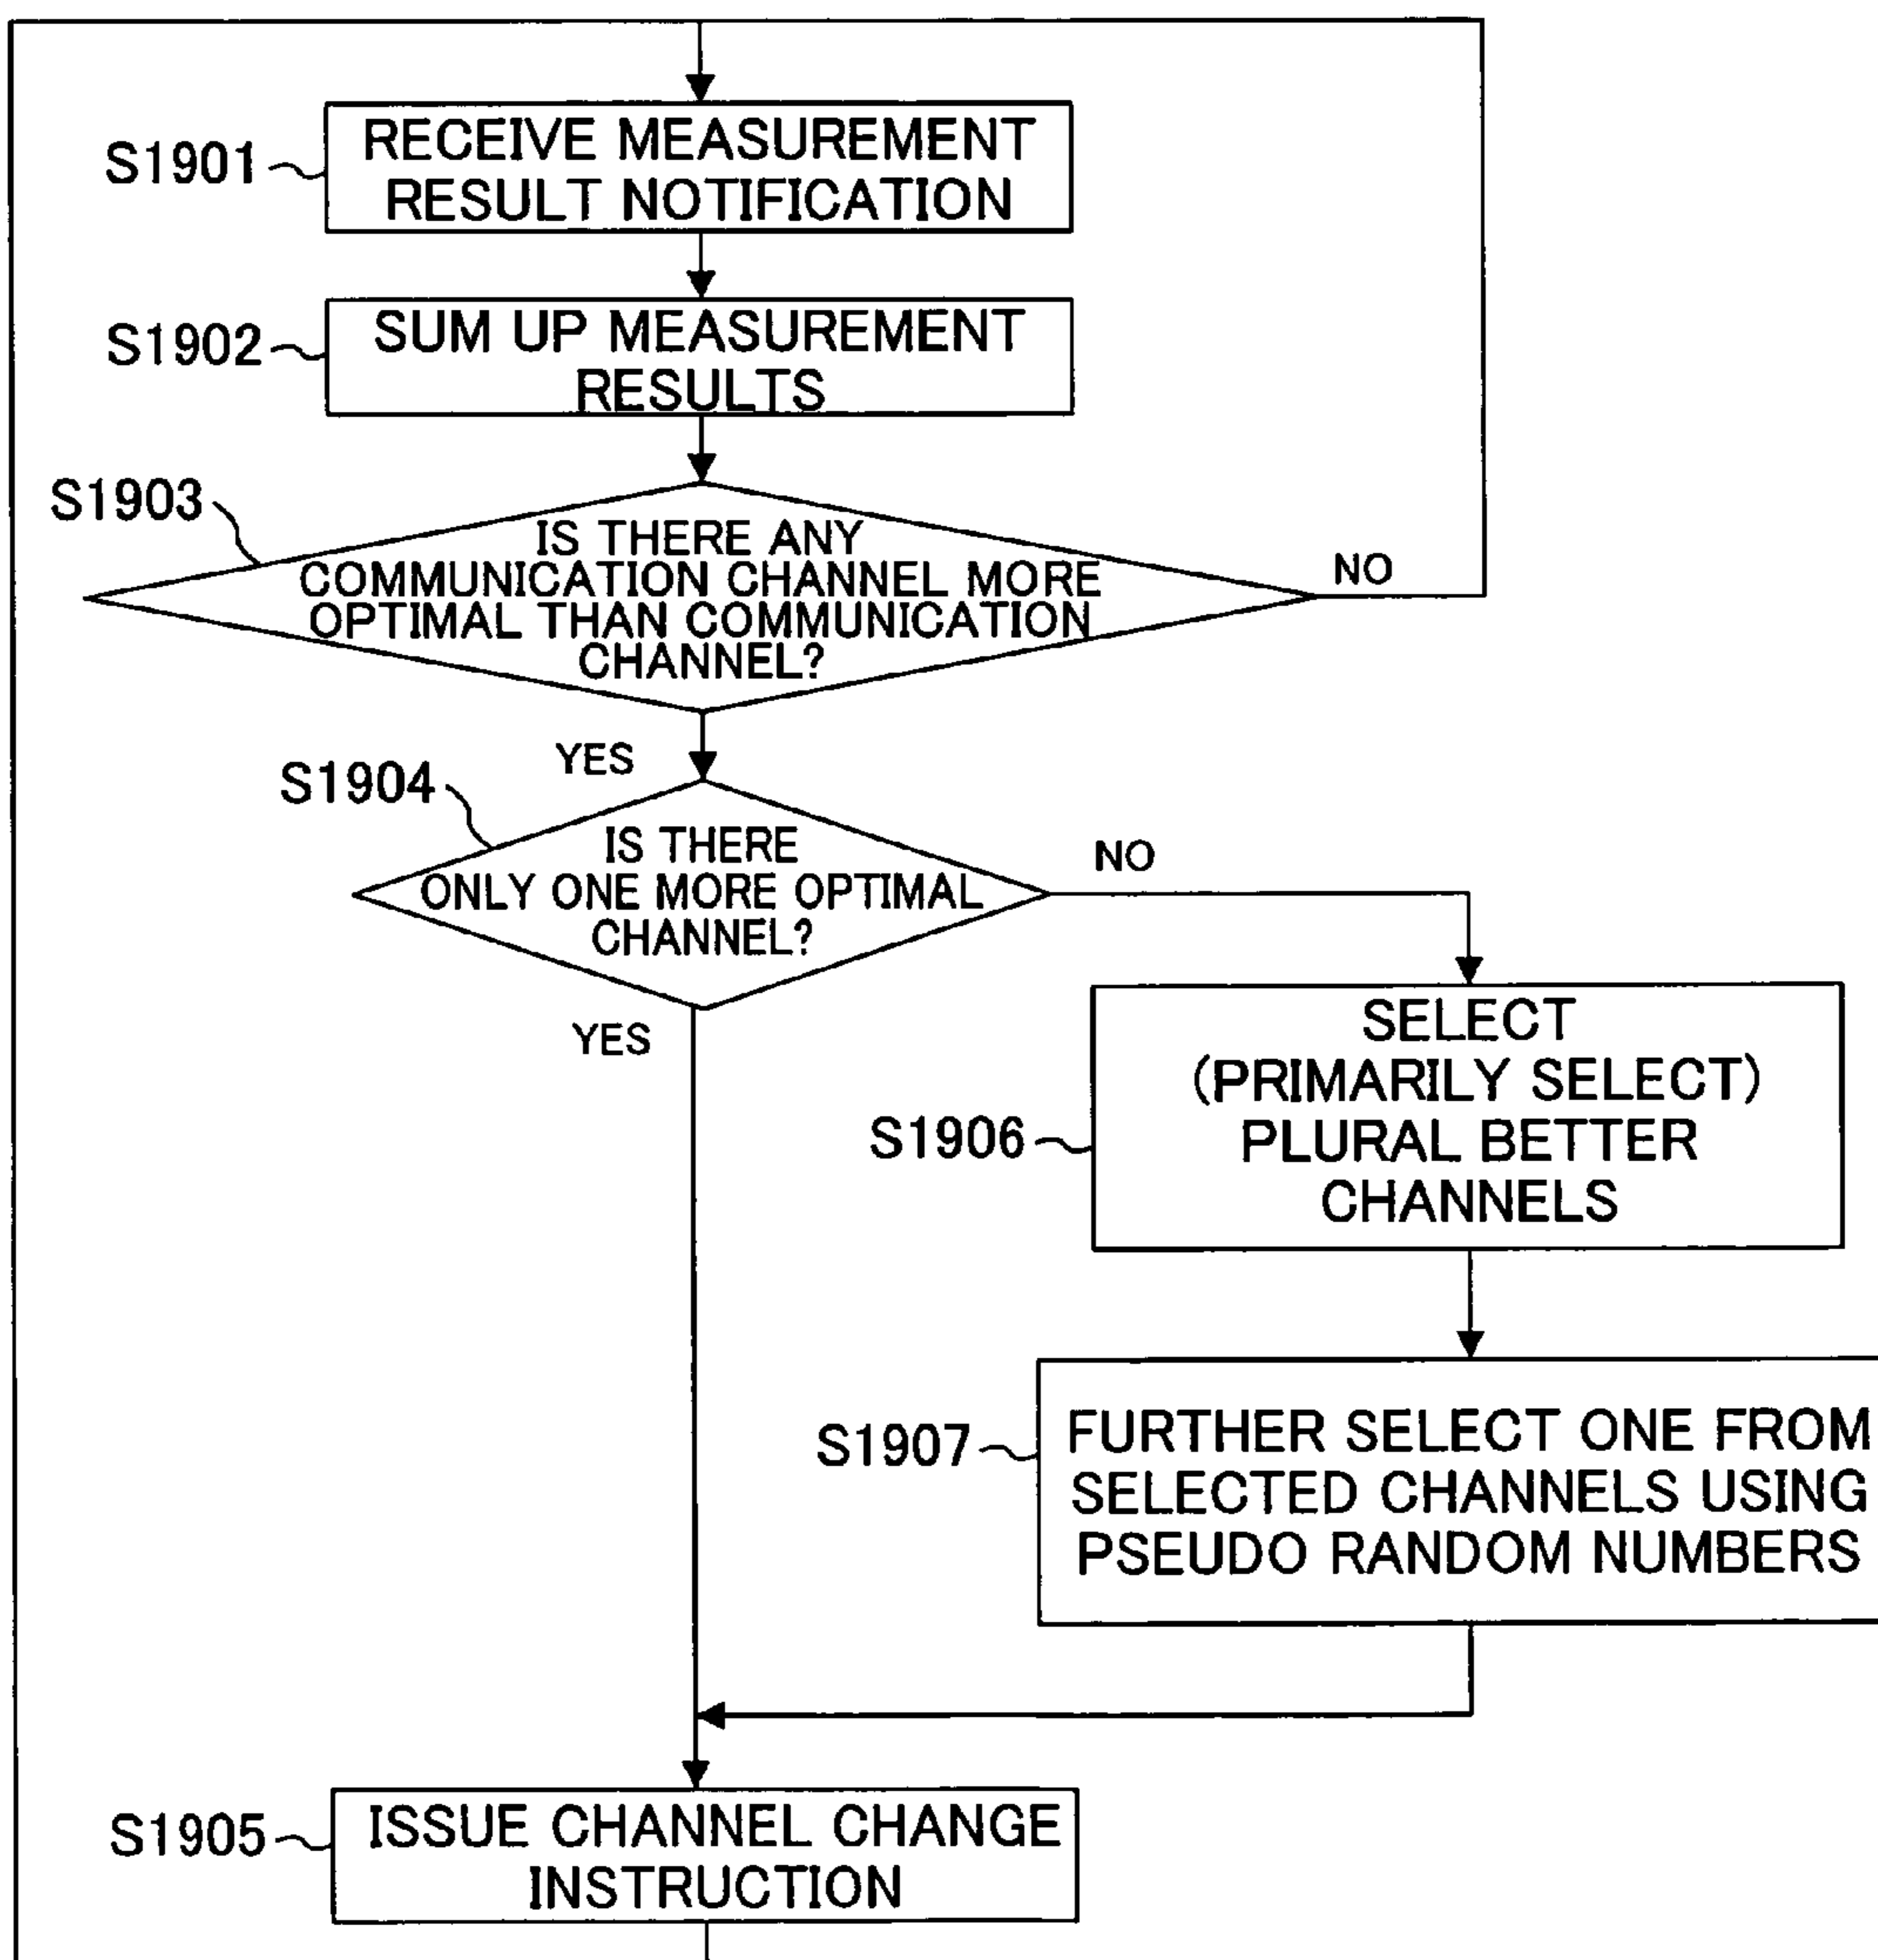 S1901
RECEIVE MEASUREMENT
RESULT NOTIFICATION
S1902
SUM UP MEASUREMENT
RESULTS
S1903
IS THERE ANY
COMMUNICATION CHANNEL MORE
OPTIMAL THAN COMMUNICATION
CHANNEL?
NO
YES
S1904
IS THERE
ONLY ONE MORE OPTIMAL
CHANNEL?
NO
YES
S1906
SELECT
(PRIMARILY SELECT)
PLURAL BETTER
CHANNELS
S1907
FURTHER SELECT ONE FROM
SELECTED CHANNELS USING
PSEUDO RANDOM NUMBERS
S1905
ISSUE CHANNEL CHANGE
INSTRUCTION